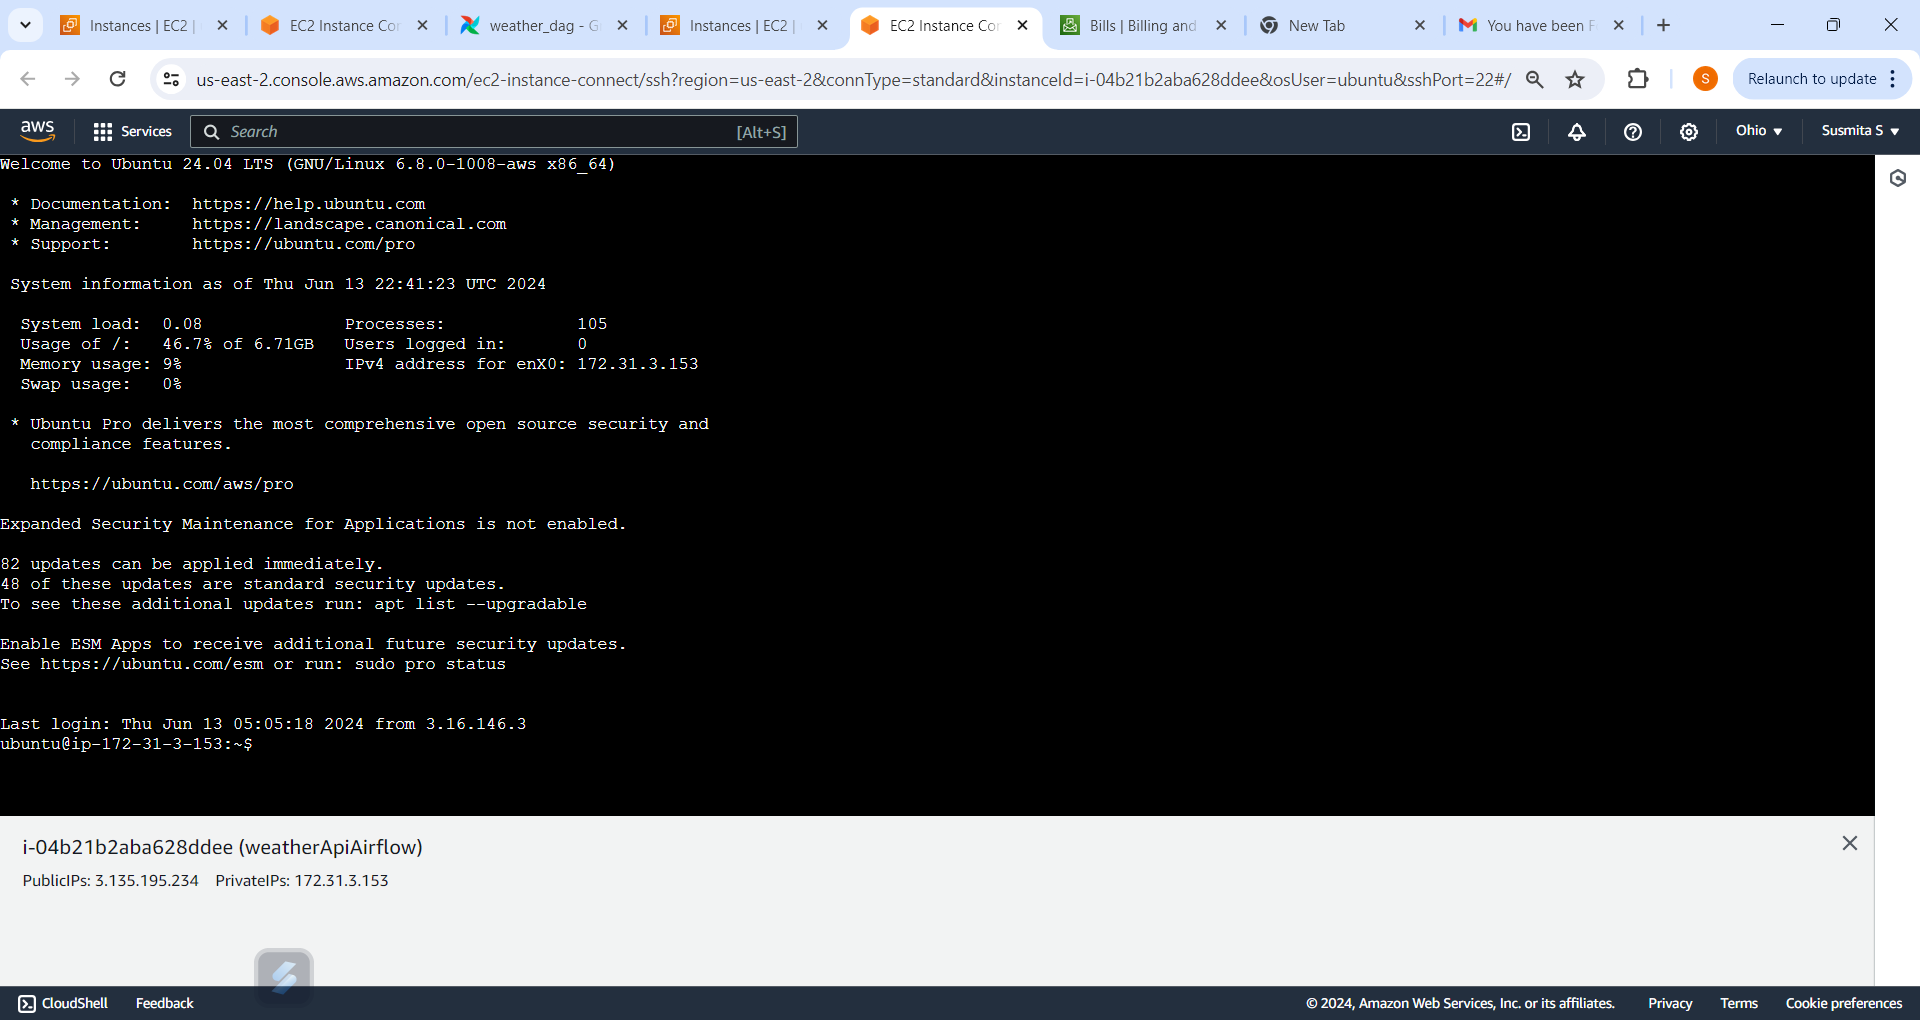 Instances | EC2 |
EC2 Instance Con
weather_dag - G
Instances | EC2 |
EC2 Instance Con
Bills | Billing and
New Tab
You have been F
us-east-2.console.aws.amazon.com/ec2-instance-connect/ssh?region=us-east-2&connType=standard&instanceId=i-04b21b2aba628ddee&osUser=ubuntu&sshPort=22#/
S
Relaunch to update
aws
Services
Search
[Alt+S]
Ohio
Susmita S
Welcome to Ubuntu 24.04 LTS (GNU/Linux 6.8.0-1008-aws x86_64)
* Documentation:  https://help.ubuntu.com
* Management:     https://landscape.canonical.com
* Support:        https://ubuntu.com/pro
System information as of Thu Jun 13 22:41:23 UTC 2024
System load:  0.08              Processes:             105
Usage of /:   46.7% of 6.71GB   Users logged in:       0
Memory usage: 9%                IPv4 address for enX0: 172.31.3.153
Swap usage:   0%
* Ubuntu Pro delivers the most comprehensive open source security and
compliance features.
https://ubuntu.com/aws/pro
Expanded Security Maintenance for Applications is not enabled.
82 updates can be applied immediately.
48 of these updates are standard security updates.
To see these additional updates run: apt list --upgradable
Enable ESM Apps to receive additional future security updates.
See https://ubuntu.com/esm or run: sudo pro status
Last login: Thu Jun 13 05:05:18 2024 from 3.16.146.3
ubuntu@ip-172-31-3-153:~$
i-04b21b2aba628ddee (weatherApiAirflow)
PublicIPs: 3.135.195.234    PrivateIPs: 172.31.3.153
CloudShell
Feedback
© 2024, Amazon Web Services, Inc. or its affiliates.
Privacy
Terms
Cookie preferences